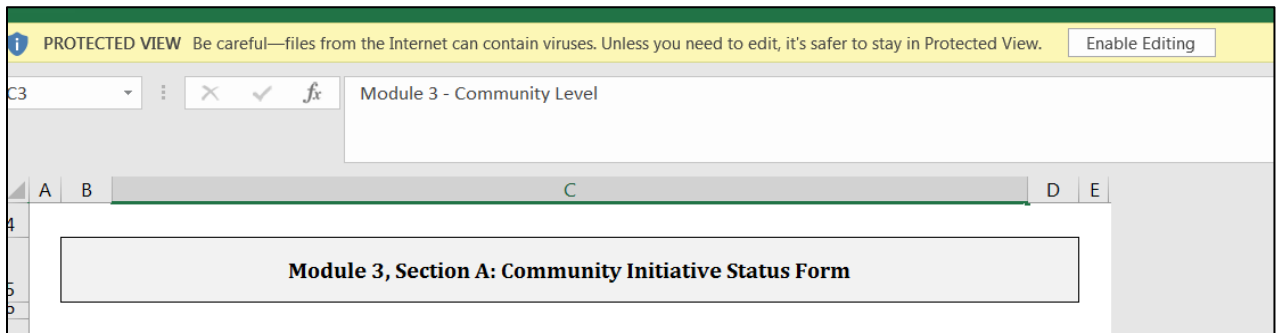 PROTECTED VIEW Be careful—files from the Internet can contain viruses. Unless you need to edit, it's safer to stay in Protected View. Enable Editing
C3 fx Module 3 - Community Level
A B C D E
4
Module 3, Section A: Community Initiative Status Form
5